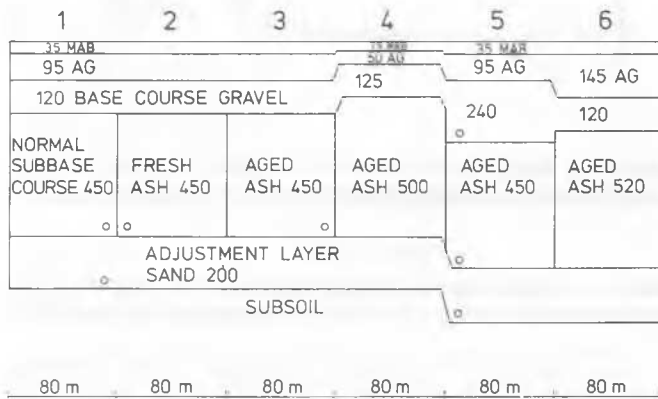 1 2 3 4 5 6
35 MAB 35 MAB
95 AG 50 AG 95 AG 145 AG
120 BASE COURSE GRAVEL 125 240 120
NORMAL
SUBBASE
COURSE 450
FRESH
ASH 450
AGED
ASH 450
AGED
ASH 500
AGED
ASH 450
AGED
ASH 520
ADJUSTMENT LAYER
SAND 200
SUBSOIL
80 m 80 m 80 m 80 m 80 m 80 m